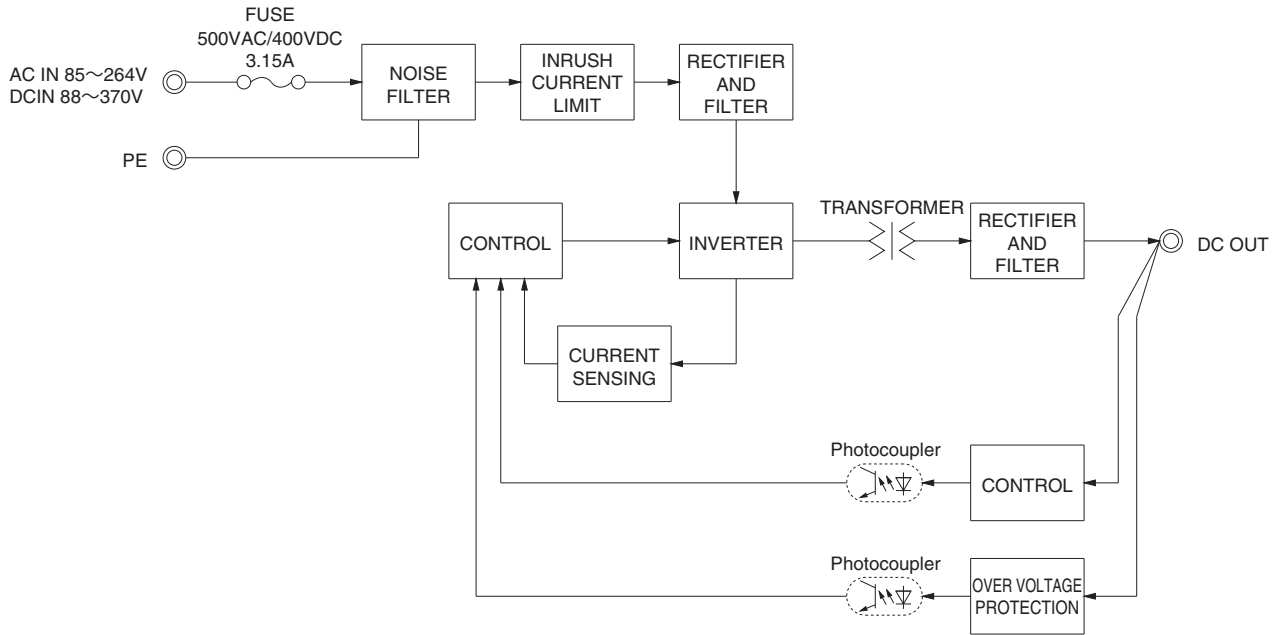 FUSE
500VAC/400VDC
3.15A
AC IN 85～264V
DCIN 88～370V
NOISE
FILTER
INRUSH
CURRENT
LIMIT
RECTIFIER
AND
FILTER
PE
CONTROL
INVERTER
TRANSFORMER
RECTIFIER
AND
FILTER
DC OUT
CURRENT
SENSING
Photocoupler
CONTROL
Photocoupler
OVER VOLTAGE
PROTECTION